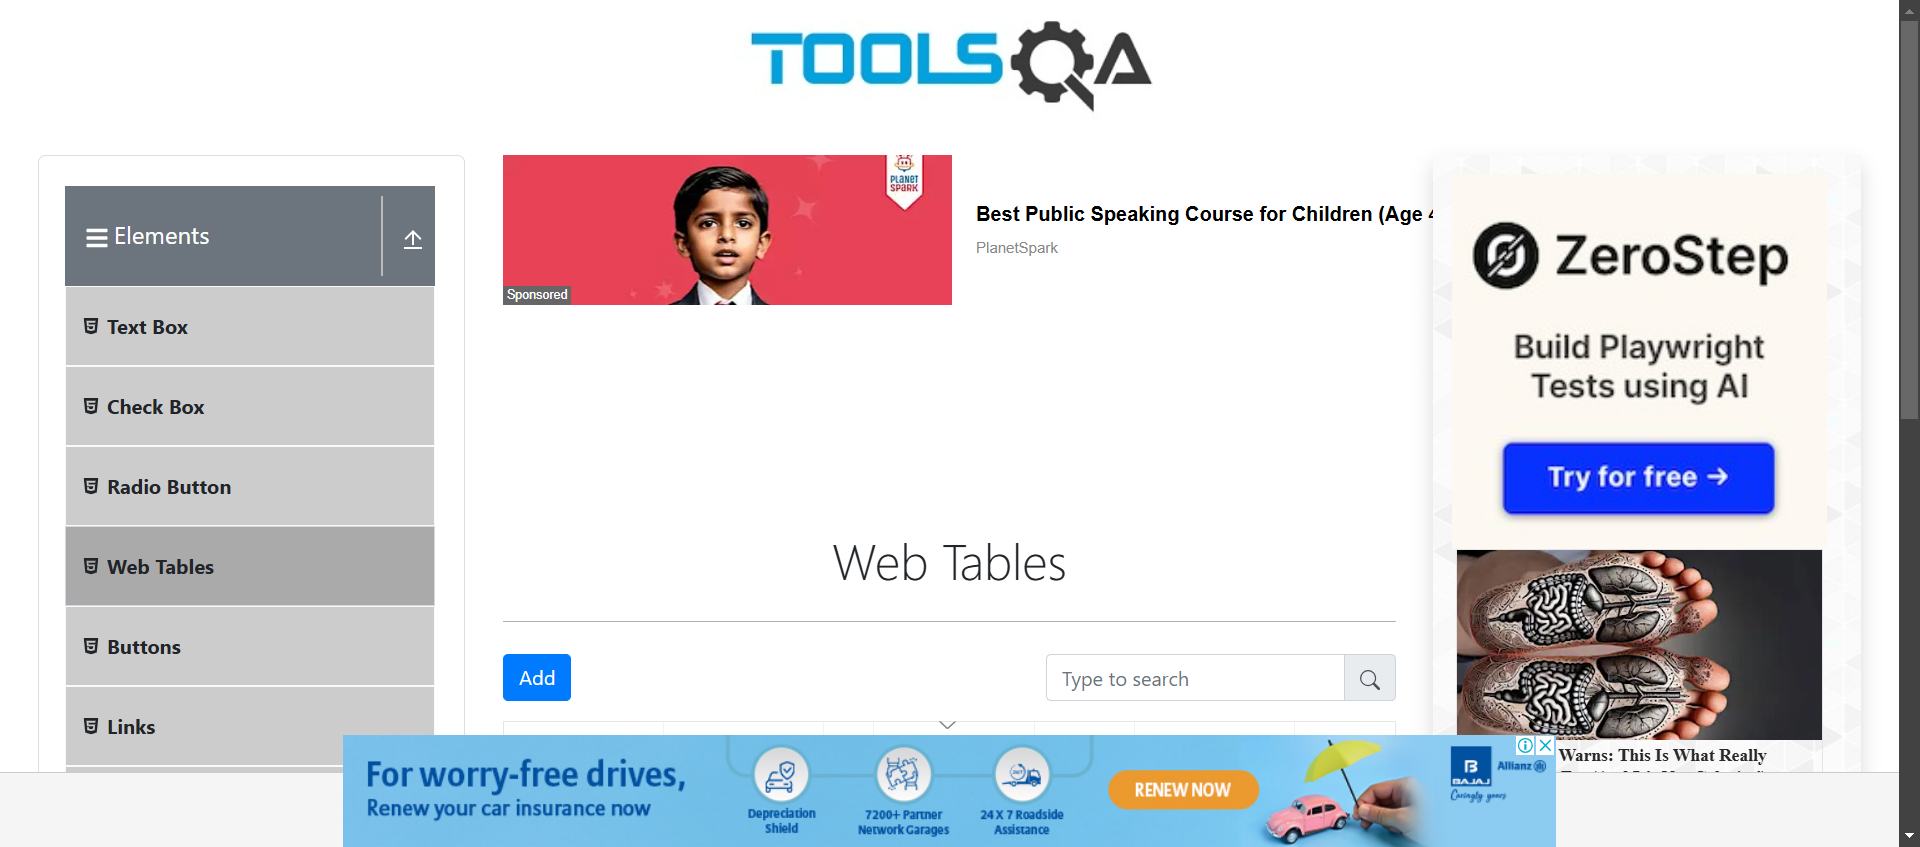 TOOLSQA
Elements
Text Box
Check Box
Radio Button
Web Tables
Buttons
Links
PLANET
SPARK
Sponsored
Best Public Speaking Course for Children (Age
PlanetSpark
Web Tables
Add
Type to search
ZeroStep
Build Playwright
Tests using AI
Try for free →
Warns: This Is What Really
For worry-free drives,
Renew your car insurance now
Depreciation
Shield
7200+ Partner
Network Garages
24 X 7 Roadside
Assistance
RENEW NOW
B
BAJAJ
Allianz
Caringly yours